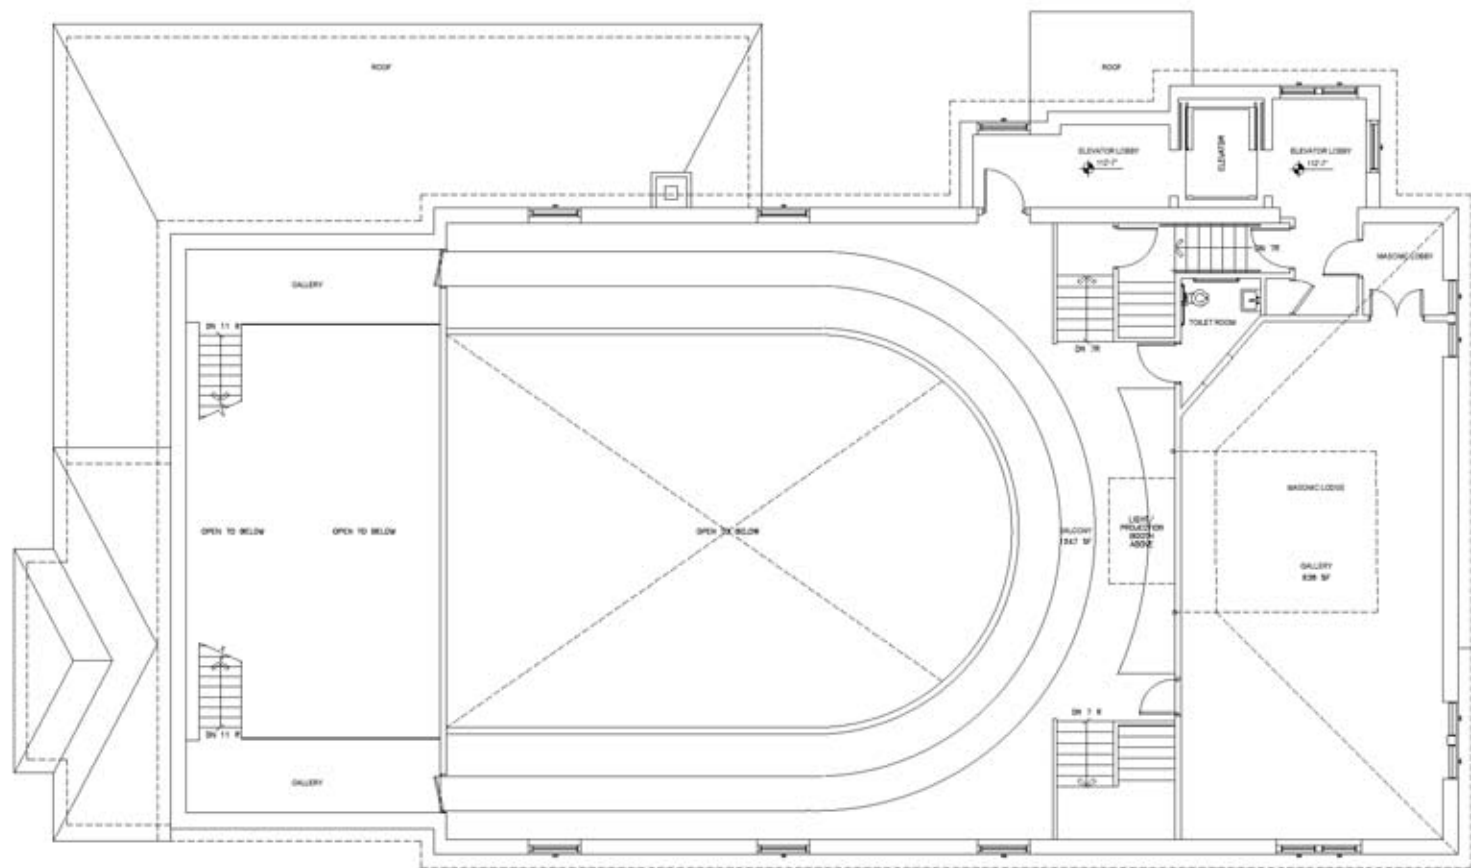 ROOF
ROOF
ELEVATOR LOBBY
112'-7"
ELEVATOR
ELEVATOR LOBBY
112'-7"
DN 7R
MASONIC LOBBY
GALLERY
TOILET ROOM
DN 11 R
DN 7R
MASONIC LODGE
OPEN TO BELOW
OPEN TO BELOW
OPEN TO BELOW
BALCONY
1347 SF
LIGHT/
PROJECTION
BOOTH
ABOVE
GALLERY
DN 7 R
DN 11 R
GALLERY